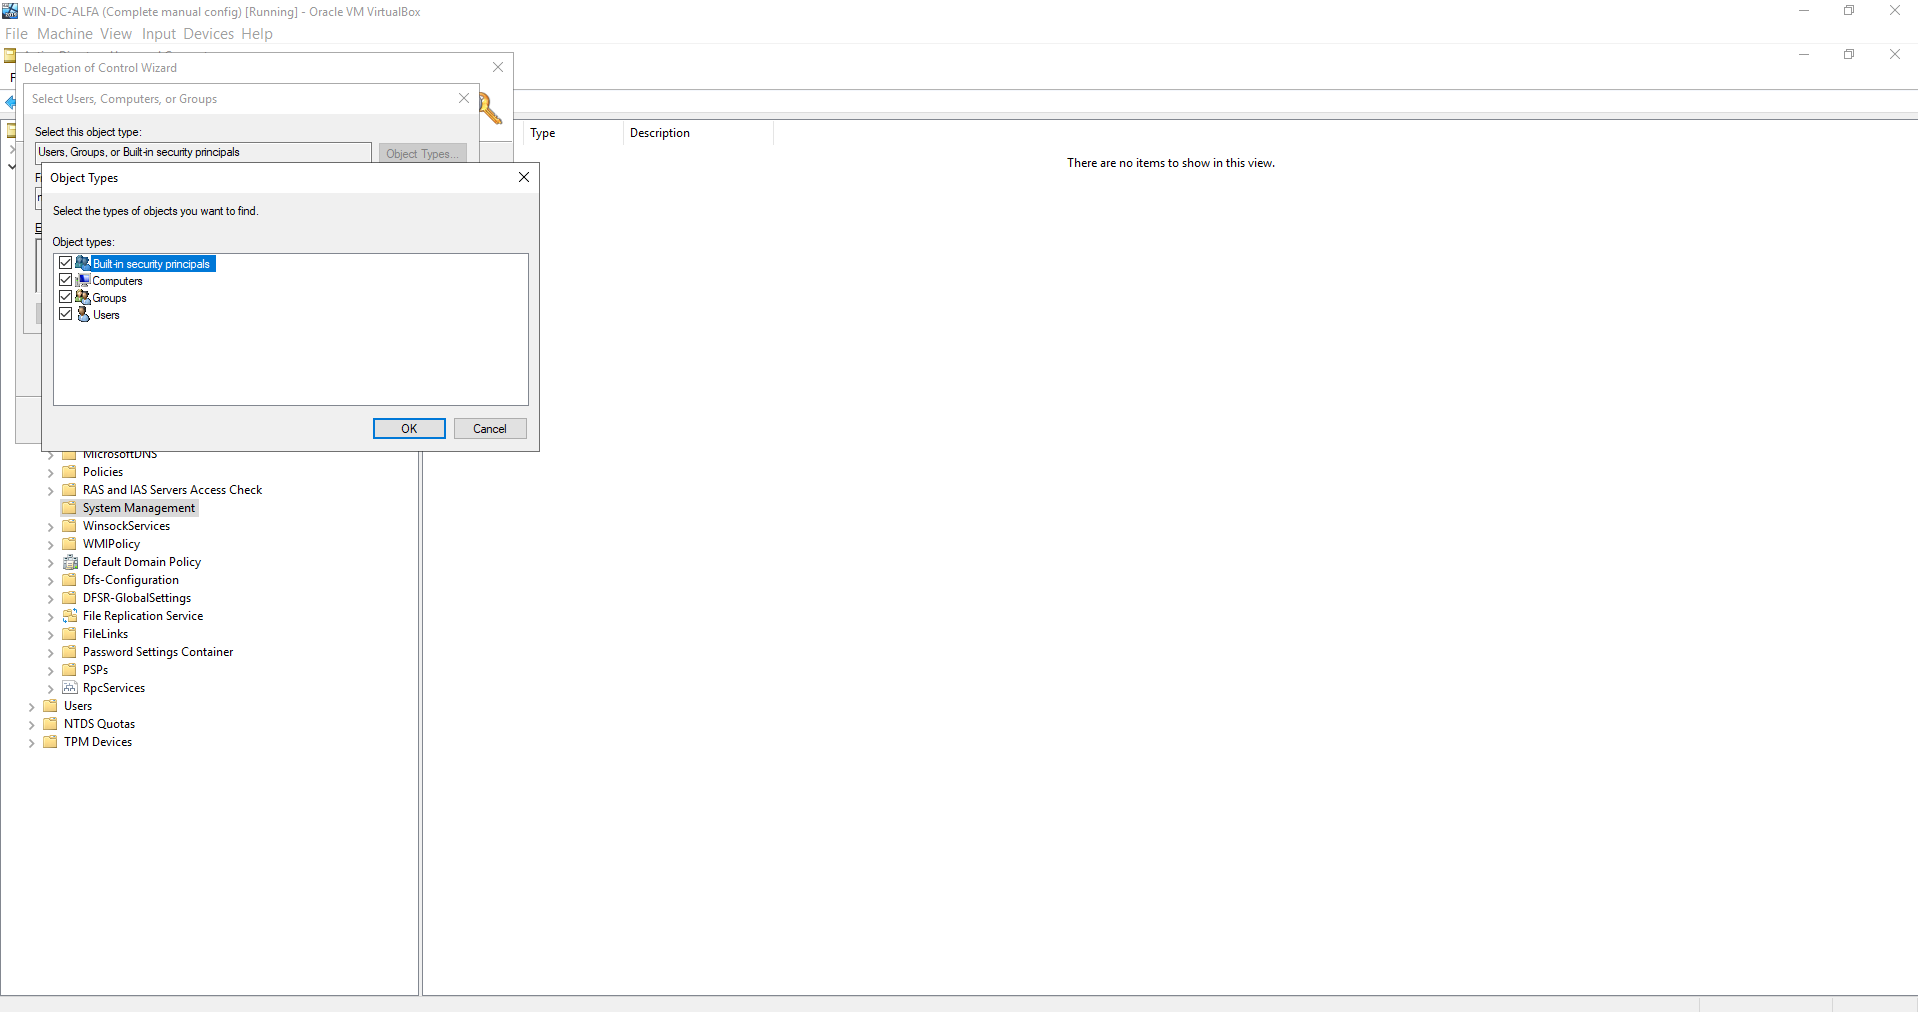 WIN-DC-ALFA (Complete manual config) [Running] - Oracle VM VirtualBox
File Machine View Input Devices Help
Delegation of Control Wizard
Select Users, Computers, or Groups
Select this object type:
Users, Groups, or Built-in security principals
Object Types...
Type Description
There are no items to show in this view.
Object Types
Select the types of objects you want to find.
Object types:
Built-in security principals
Computers
Groups
Users
OK Cancel
MicrosoftDNS
Policies
RAS and IAS Servers Access Check
System Management
WinsockServices
WMIPolicy
Default Domain Policy
Dfs-Configuration
DFSR-GlobalSettings
File Replication Service
FileLinks
Password Settings Container
PSPs
RpcServices
Users
NTDS Quotas
TPM Devices